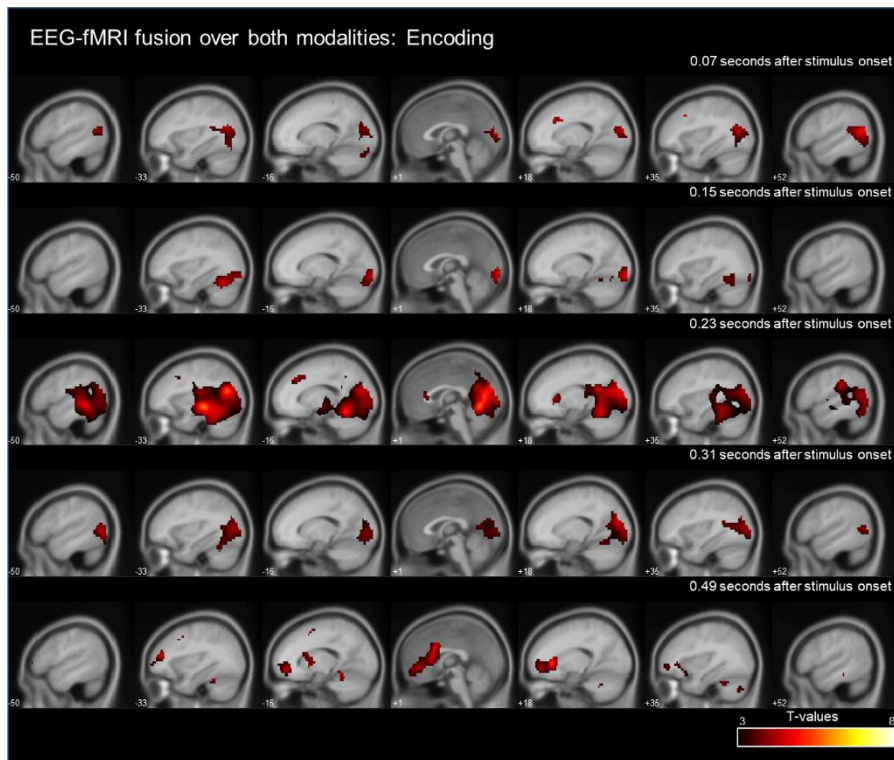 EEG-fMRI fusion over both modalities: Encoding
0.07 seconds after stimulus onset
-50 -33 -16 +1 +18 +35 +52
0.15 seconds after stimulus onset
-50 -33 -16 +1 +18 +35 +52
0.23 seconds after stimulus onset
-50 -33 -16 +1 +18 +35 +52
0.31 seconds after stimulus onset
-50 -33 -16 +1 +18 +35 +52
0.49 seconds after stimulus onset
-50 -33 -16 +1 +18 +35 +52
3 T-values 8